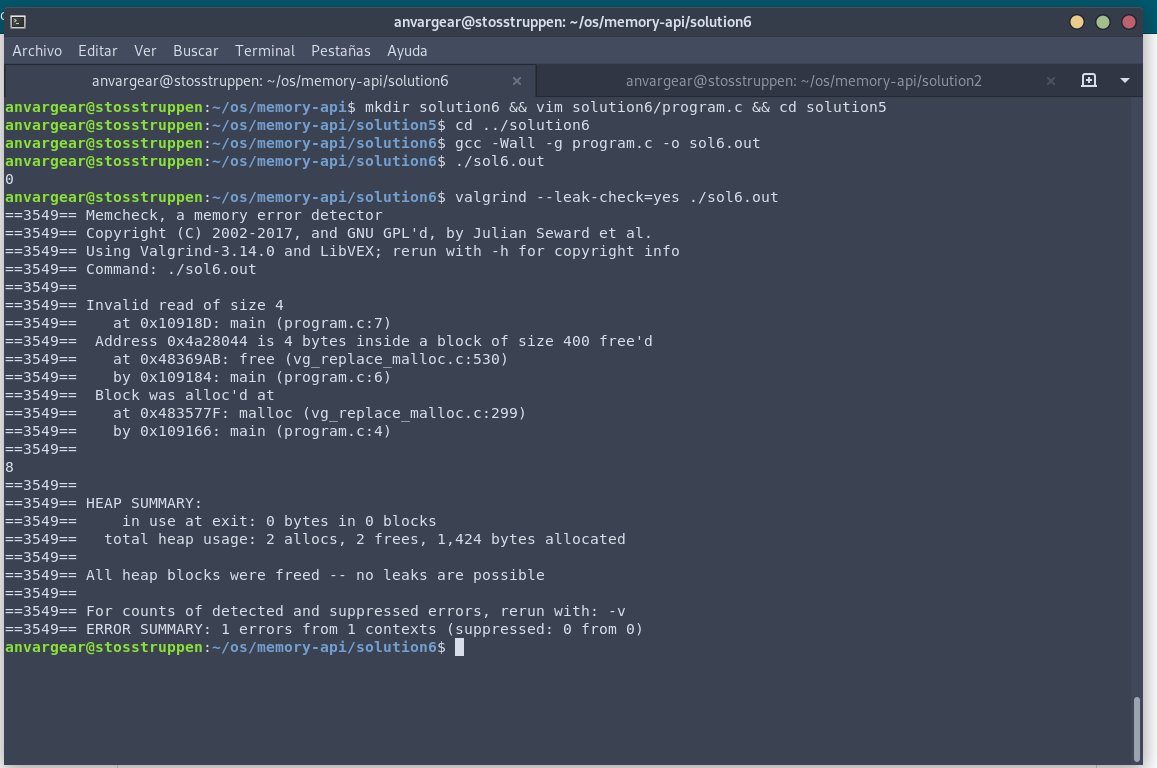 anvargear@stosstruppen: ~/os/memory-api/solution6
Archivo Editar Ver Buscar Terminal Pestañas Ayuda
anvargear@stosstruppen: ~/os/memory-api/solution6 × anvargear@stosstruppen: ~/os/memory-api/solution2 ×
anvargear@stosstruppen:~/os/memory-api$ mkdir solution6 && vim solution6/program.c && cd solution5
anvargear@stosstruppen:~/os/memory-api/solution5$ cd ../solution6
anvargear@stosstruppen:~/os/memory-api/solution6$ gcc -Wall -g program.c -o sol6.out
anvargear@stosstruppen:~/os/memory-api/solution6$ ./sol6.out
0
anvargear@stosstruppen:~/os/memory-api/solution6$ valgrind --leak-check=yes ./sol6.out
==3549== Memcheck, a memory error detector
==3549== Copyright (C) 2002-2017, and GNU GPL'd, by Julian Seward et al.
==3549== Using Valgrind-3.14.0 and LibVEX; rerun with -h for copyright info
==3549== Command: ./sol6.out
==3549==
==3549== Invalid read of size 4
==3549==    at 0x10918D: main (program.c:7)
==3549==  Address 0x4a28044 is 4 bytes inside a block of size 400 free'd
==3549==    at 0x48369AB: free (vg_replace_malloc.c:530)
==3549==    by 0x109184: main (program.c:6)
==3549==  Block was alloc'd at
==3549==    at 0x483577F: malloc (vg_replace_malloc.c:299)
==3549==    by 0x109166: main (program.c:4)
==3549==
8
==3549==
==3549== HEAP SUMMARY:
==3549==     in use at exit: 0 bytes in 0 blocks
==3549==   total heap usage: 2 allocs, 2 frees, 1,424 bytes allocated
==3549==
==3549== All heap blocks were freed -- no leaks are possible
==3549==
==3549== For counts of detected and suppressed errors, rerun with: -v
==3549== ERROR SUMMARY: 1 errors from 1 contexts (suppressed: 0 from 0)
anvargear@stosstruppen:~/os/memory-api/solution6$